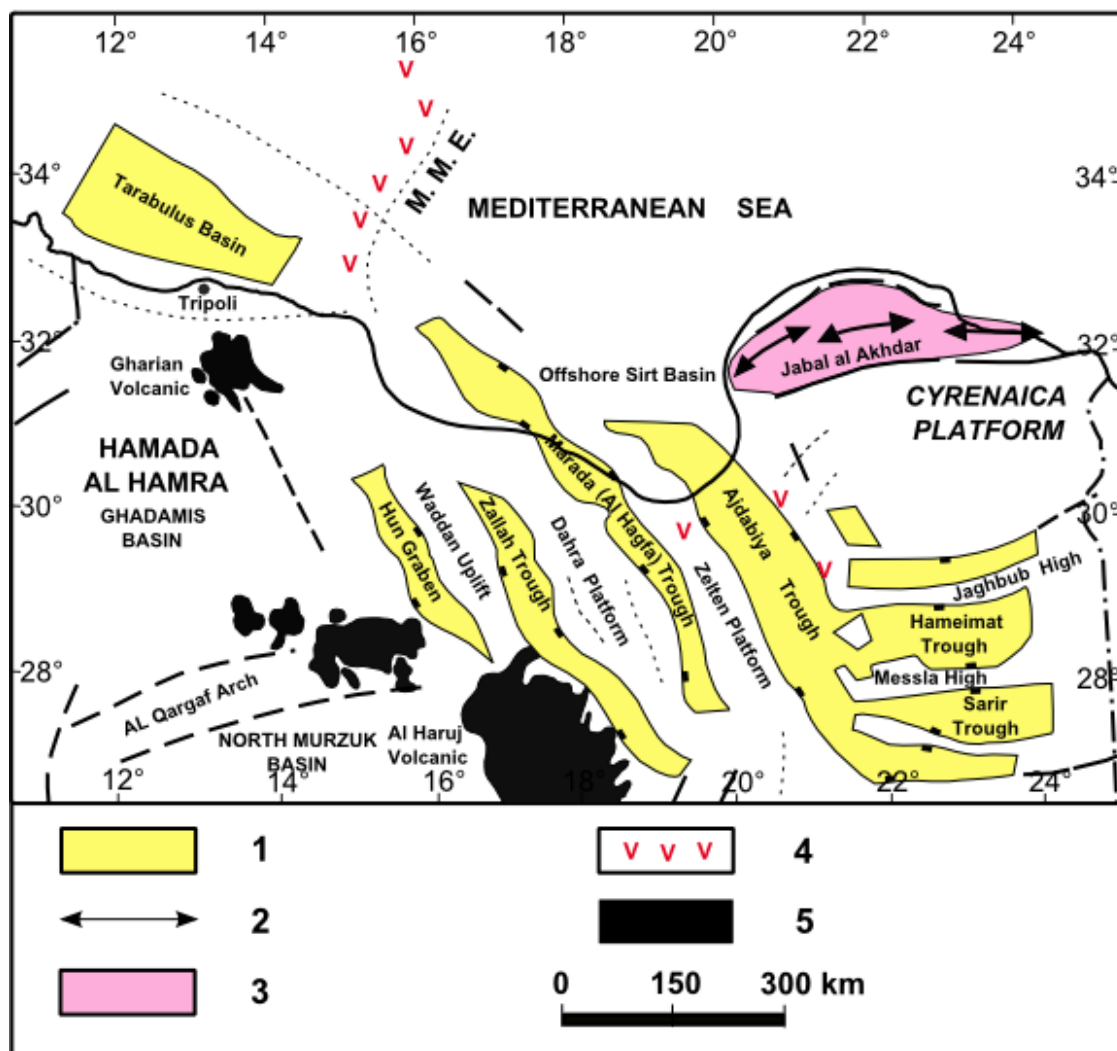 12° 14° 16° 18° 20° 22° 24°
34° 34°
M. M. E.
MEDITERRANEAN SEA
Tarabulus Basin
Tripoli
32° 32°
Gharian
Volcanic
Offshore Sirt Basin
Jabal al Akhdar
CYRENAICA
PLATFORM
HAMADA
AL HAMRA
GHADAMIS
BASIN
30° 30°
Hun Graben
Waddan Uplift
Zallah Trough
Dahra Platform
Marada (Al Hagfa) Trough
Zelten Platform
Ajdabiya Trough
Jaghbub High
Hameimat
Trough
28° 28°
Messla High
Sarir
Trough
AL Qargaf Arch
NORTH MURZUK
BASIN
Al Haruj
Volcanic
12° 14° 16° 18° 20° 22° 24°
1
2
3
V V V 4
5
0 150 300 km